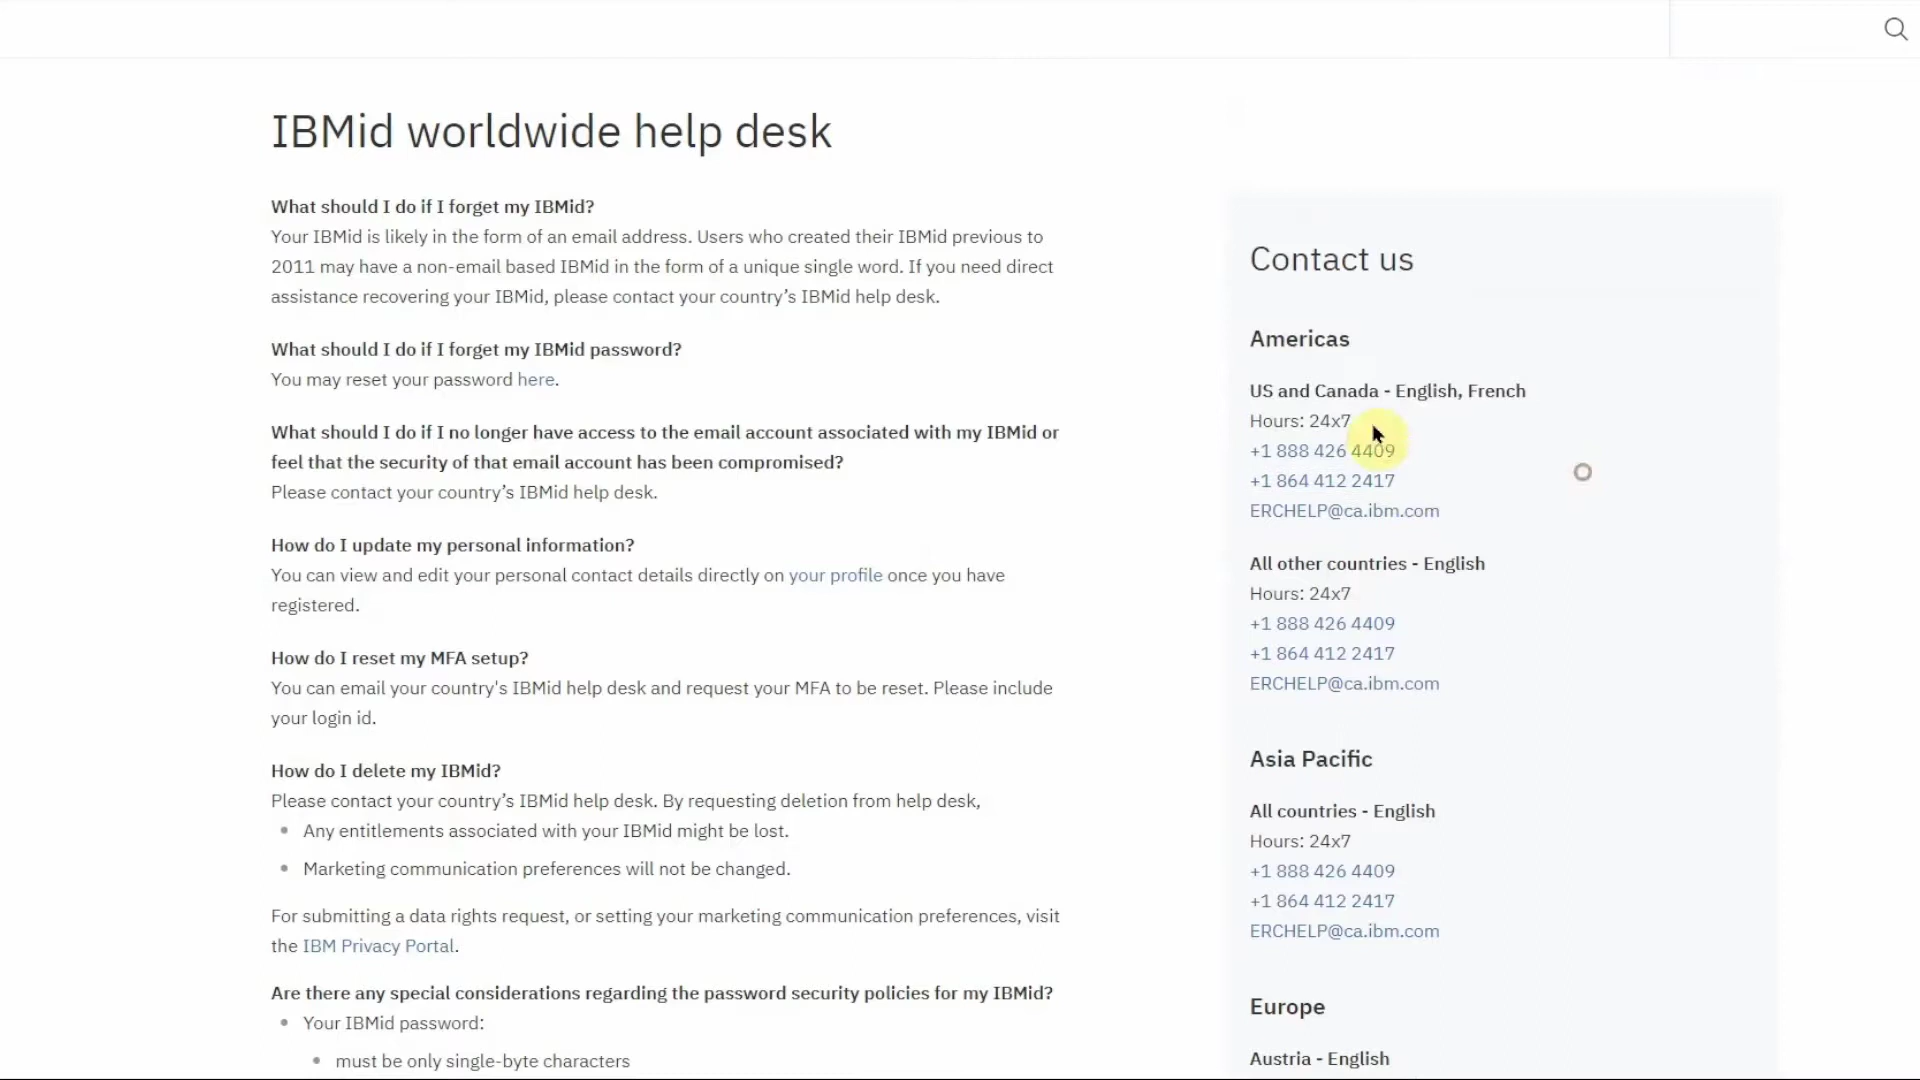 IBMid worldwide help desk
What should I do if I forget my IBMid?
Your IBMid is likely in the form of an email address. Users who created their IBMid previous to
2011 may have a non-email based IBMid in the form of a unique single word. If you need direct
assistance recovering your IBMid, please contact your country’s IBMid help desk.
What should I do if I forget my IBMid password?
You may reset your password here.
What should I do if I no longer have access to the email account associated with my IBMid or
feel that the security of that email account has been compromised?
Please contact your country’s IBMid help desk.
How do I update my personal information?
You can view and edit your personal contact details directly on your profile once you have
registered.
How do I reset my MFA setup?
You can email your country's IBMid help desk and request your MFA to be reset. Please include
your login id.
How do I delete my IBMid?
Please contact your country’s IBMid help desk. By requesting deletion from help desk,
• Any entitlements associated with your IBMid might be lost.
• Marketing communication preferences will not be changed.
For submitting a data rights request, or setting your marketing communication preferences, visit
the IBM Privacy Portal.
Are there any special considerations regarding the password security policies for my IBMid?
• Your IBMid password:
• must be only single-byte characters
Contact us
Americas
US and Canada - English, French
Hours: 24x7
+1 888 426 4409
+1 864 412 2417
ERCHELP@ca.ibm.com
All other countries - English
Hours: 24x7
+1 888 426 4409
+1 864 412 2417
ERCHELP@ca.ibm.com
Asia Pacific
All countries - English
Hours: 24x7
+1 888 426 4409
+1 864 412 2417
ERCHELP@ca.ibm.com
Europe
Austria - English